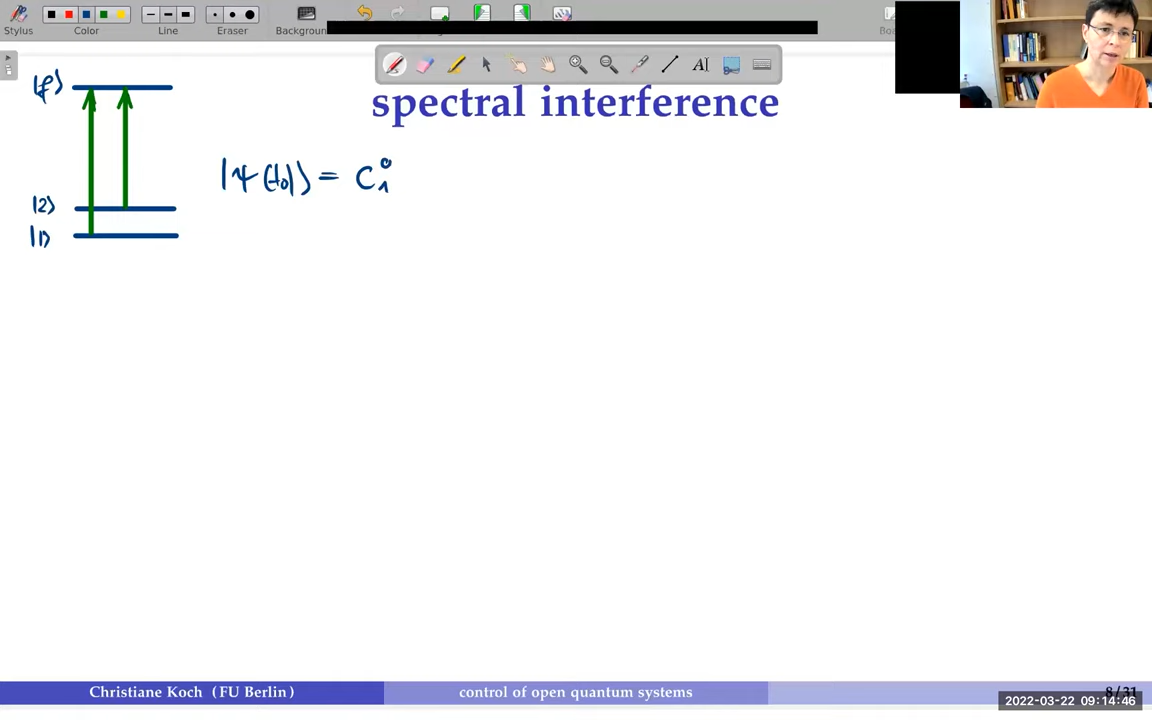 Stylus
Color
Line
Eraser
Backgroun
spectral interference
|f⟩
|ψ(t₀)⟩ = C₁⁰
|2⟩
|1⟩
Christiane Koch (FU Berlin)
control of open quantum systems
8/31
2022-03-22 09:14:46